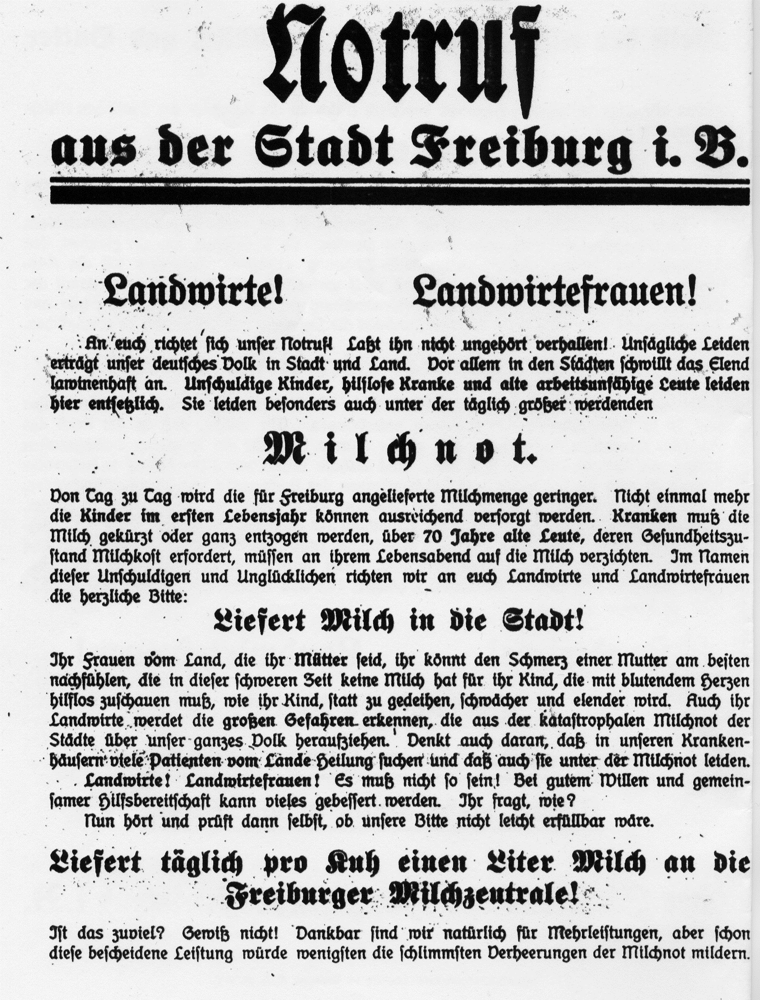 Notruf
aus der Stadt Freiburg i. B.
Landwirte! Landwirtefrauen!
An euch richtet sich unser Notruf! Laßt ihn nicht ungehört verhallen! Unsägliche Leiden
erträgt unser deutsches Volk in Stadt und Land. Vor allem in den Städten schwillt das Elend
lawinenhaft an. Unschuldige Kinder, hilflose Kranke und alte arbeitsunfähige Leute leiden
hier entsetzlich. Sie leiden besonders auch unter der täglich größer werdenden
Milchnot.
Von Tag zu Tag wird die für Freiburg angelieferte Milchmenge geringer. Nicht einmal mehr
die Kinder im ersten Lebensjahr können ausreichend versorgt werden. Kranken muß die
Milch gekürzt oder ganz entzogen werden, über 70 Jahre alte Leute, deren Gesundheitszu-
stand Milchkost erfordert, müssen an ihrem Lebensabend auf die Milch verzichten. Im Namen
dieser Unschuldigen und Unglücklichen richten wir an euch Landwirte und Landwirtefrauen
die herzliche Bitte:
Liefert Milch in die Stadt!
Ihr Frauen vom Land, die ihr Mütter seid, ihr könnt den Schmerz einer Mutter am besten
nachfühlen, die in dieser schweren Zeit keine Milch hat für ihr Kind, die mit blutendem Herzen
hilflos zuschauen muß, wie ihr Kind, statt zu gedeihen, schwächer und elender wird. Auch ihr
Landwirte werdet die großen Gefahren erkennen, die aus der katastrophalen Milchnot der
Städte über unser ganzes Volk heraufziehen. Denkt auch daran, daß in unseren Kranken-
häusern viele Patienten vom Lande Heilung suchen und daß auch sie unter der Milchnot leiden.
Landwirte! Landwirtefrauen! Es muß nicht so sein! Bei gutem Willen und gemein-
samer Hilfsbereitschaft kann vieles gebessert werden. Ihr fragt, wie?
Nun hört und prüft dann selbst, ob unsere Bitte nicht leicht erfüllbar wäre.
Liefert täglich pro Kuh einen Liter Milch an die
Freiburger Milchzentrale!
Ist das zuviel? Gewiß nicht! Dankbar sind wir natürlich für Mehrleistungen, aber schon
diese bescheidene Leistung würde wenigsten die schlimmsten Verheerungen der Milchnot mildern.